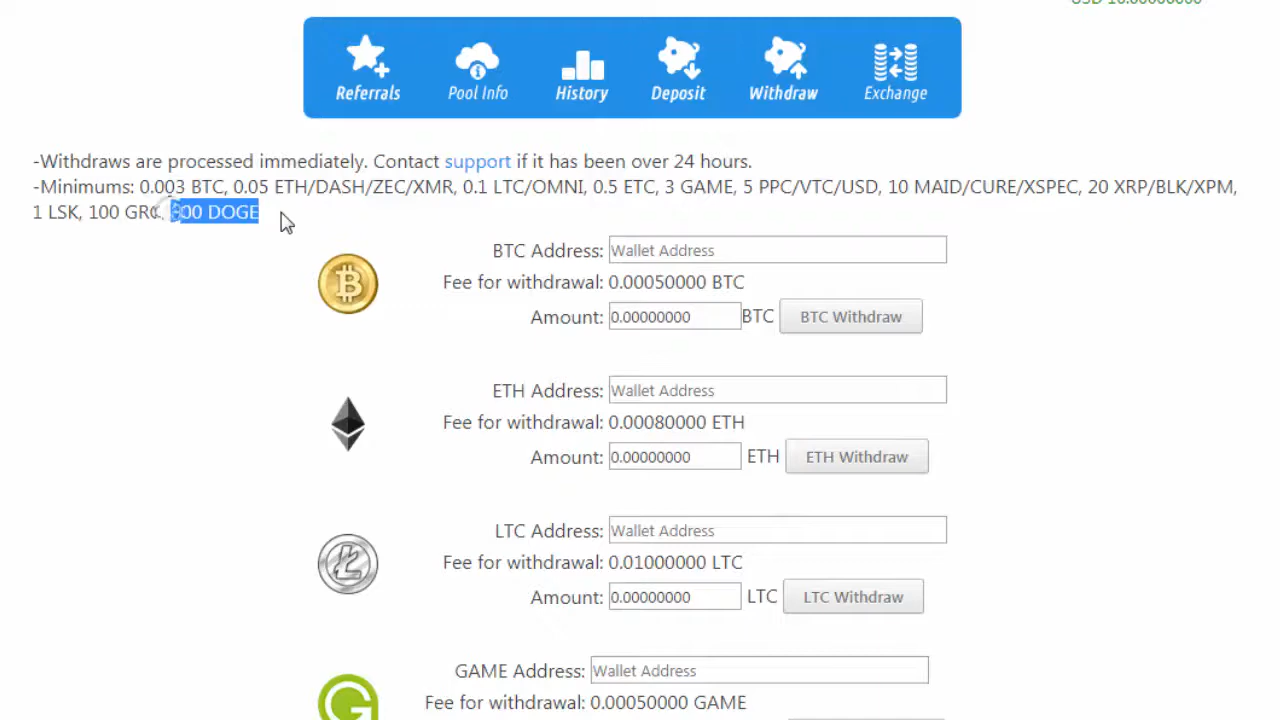 Referrals Pool Info History Deposit Withdraw Exchange
-Withdraws are processed immediately. Contact support if it has been over 24 hours.
-Minimums: 0.003 BTC, 0.05 ETH/DASH/ZEC/XMR, 0.1 LTC/OMNI, 0.5 ETC, 3 GAME, 5 PPC/VTC/USD, 10 MAID/CURE/XSPEC, 20 XRP/BLK/XPM,
1 LSK, 100 GRC, DOGE
BTC Address: Wallet Address
Fee for withdrawal: 0.00050000 BTC
Amount: 0.00000000 BTC BTC Withdraw
ETH Address: Wallet Address
Fee for withdrawal: 0.00080000 ETH
Amount: 0.00000000 ETH ETH Withdraw
LTC Address: Wallet Address
Fee for withdrawal: 0.01000000 LTC
Amount: 0.00000000 LTC LTC Withdraw
GAME Address: Wallet Address
Fee for withdrawal: 0.00050000 GAME